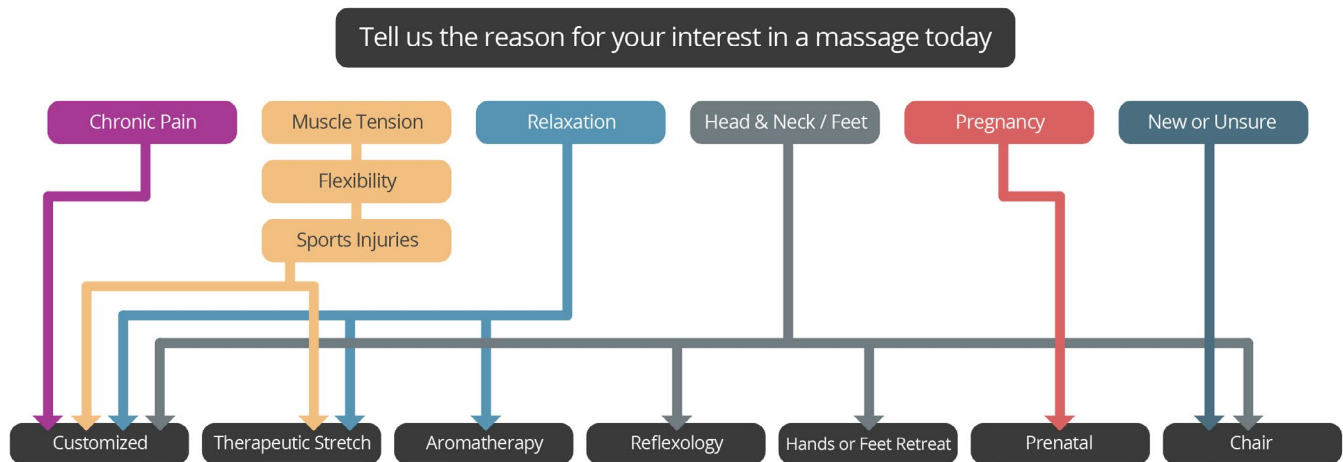 Tell us the reason for your interest in a massage today
Chronic Pain
Muscle Tension
Relaxation
Head & Neck / Feet
Pregnancy
New or Unsure
Flexibility
Sports Injuries
Customized
Therapeutic Stretch
Aromatherapy
Reflexology
Hands or Feet Retreat
Prenatal
Chair